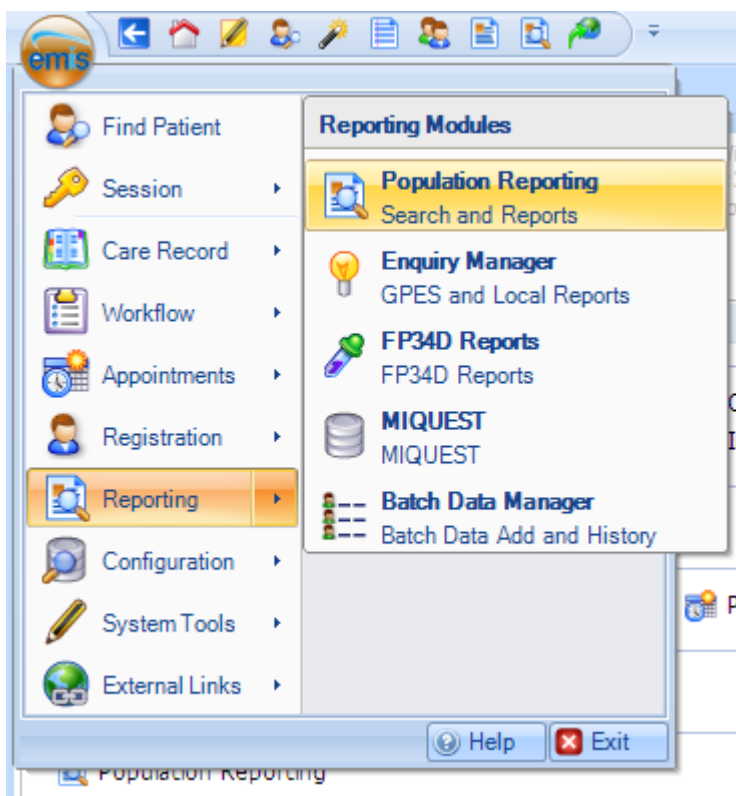 emis
Find Patient
Session
Care Record
Workflow
Appointments
Registration
Reporting
Configuration
System Tools
External Links
Reporting Modules
Population Reporting
Search and Reports
Enquiry Manager
GPES and Local Reports
FP34D Reports
FP34D Reports
MIQUEST
MIQUEST
Batch Data Manager
Batch Data Add and History
Help
Exit
Population Reporting